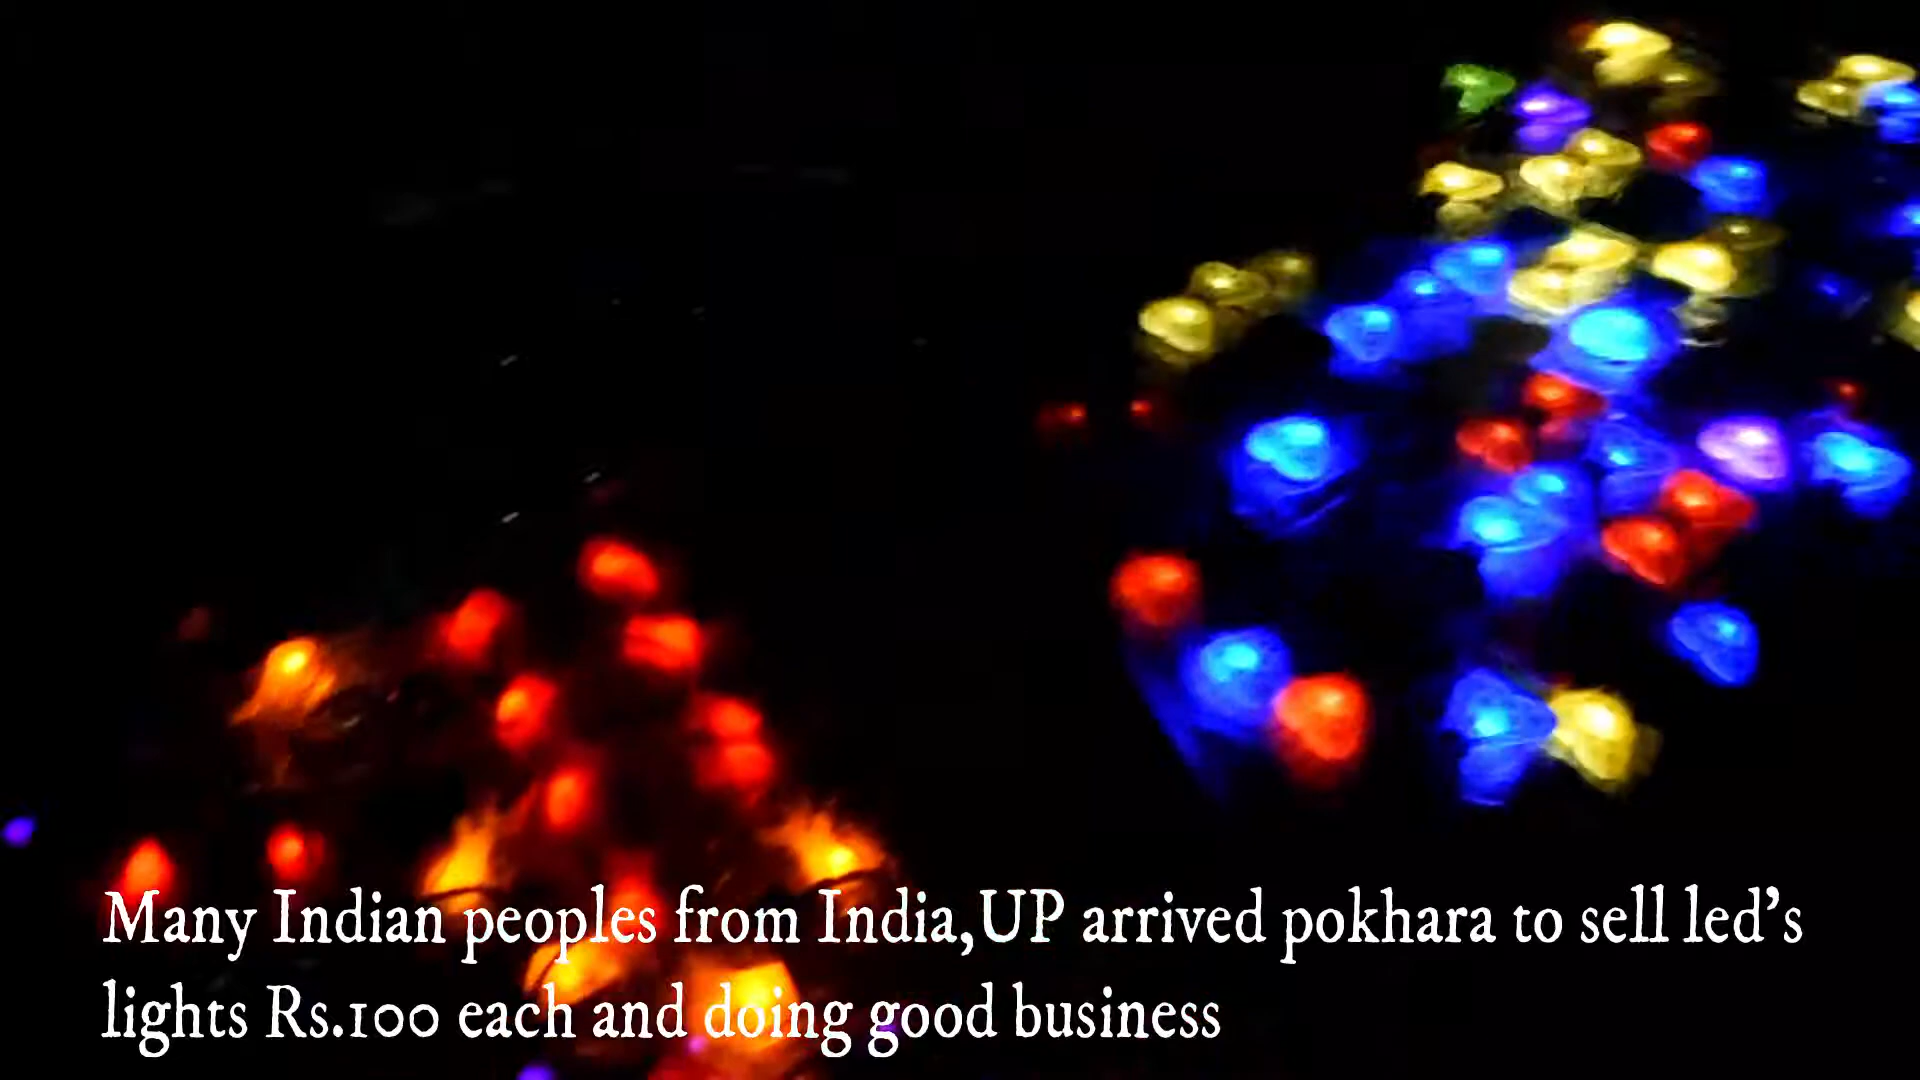 Many Indian peoples from India,UP arrived pokhara to sell led's
lights Rs.100 each and doing good business